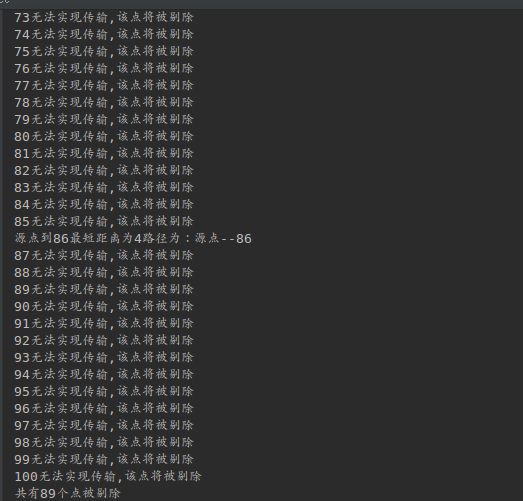 73无法实现传输,该点将被剔除
74无法实现传输,该点将被剔除
75无法实现传输,该点将被剔除
76无法实现传输,该点将被剔除
77无法实现传输,该点将被剔除
78无法实现传输,该点将被剔除
79无法实现传输,该点将被剔除
80无法实现传输,该点将被剔除
81无法实现传输,该点将被剔除
82无法实现传输,该点将被剔除
83无法实现传输,该点将被剔除
84无法实现传输,该点将被剔除
85无法实现传输,该点将被剔除
源点到86最短距离为4路径为：源点--86
87无法实现传输,该点将被剔除
88无法实现传输,该点将被剔除
89无法实现传输,该点将被剔除
90无法实现传输,该点将被剔除
91无法实现传输,该点将被剔除
92无法实现传输,该点将被剔除
93无法实现传输,该点将被剔除
94无法实现传输,该点将被剔除
95无法实现传输,该点将被剔除
96无法实现传输,该点将被剔除
97无法实现传输,该点将被剔除
98无法实现传输,该点将被剔除
99无法实现传输,该点将被剔除
100无法实现传输,该点将被剔除
共有89个点被剔除